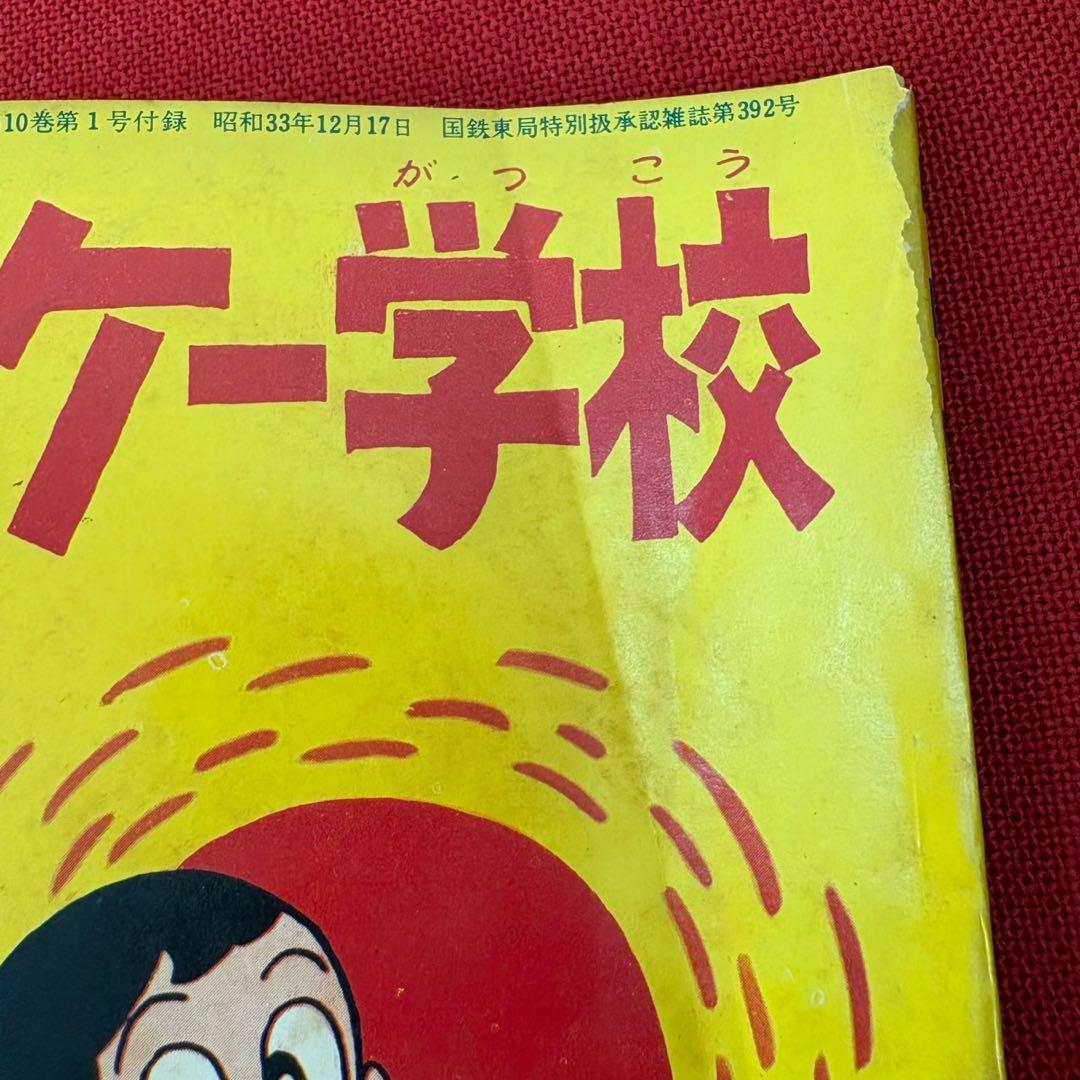 10巻第1号付録 昭和33年12月17日 国鉄東局特別扱承認雑誌第392号
がつこう
ケー学校